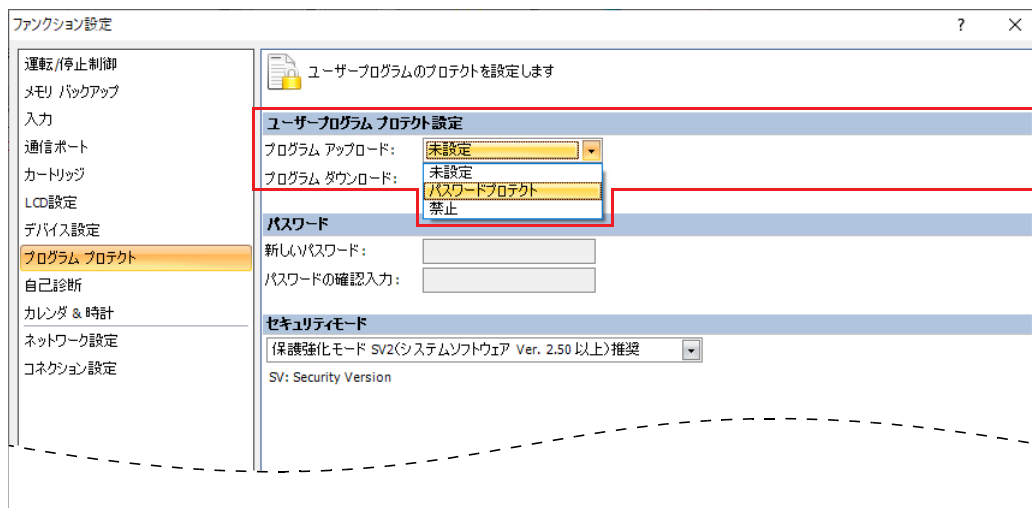 ファンクション設定
?
×
運転/停止制御
メモリ バックアップ
入力
通信ポート
カートリッジ
LCD設定
デバイス設定
プログラム プロテクト
自己診断
カレンダ & 時計
ネットワーク設定
コネクション設定
ユーザープログラムのプロテクトを設定します
ユーザープログラム プロテクト設定
プログラム アップロード: 未設定
プログラム ダウンロード:
未設定
パスワードプロテクト
禁止
パスワード
新しいパスワード:
パスワードの確認入力:
セキュリティモード
保護強化モード SV2(システムソフトウェア Ver. 2.50 以上)推奨
SV: Security Version